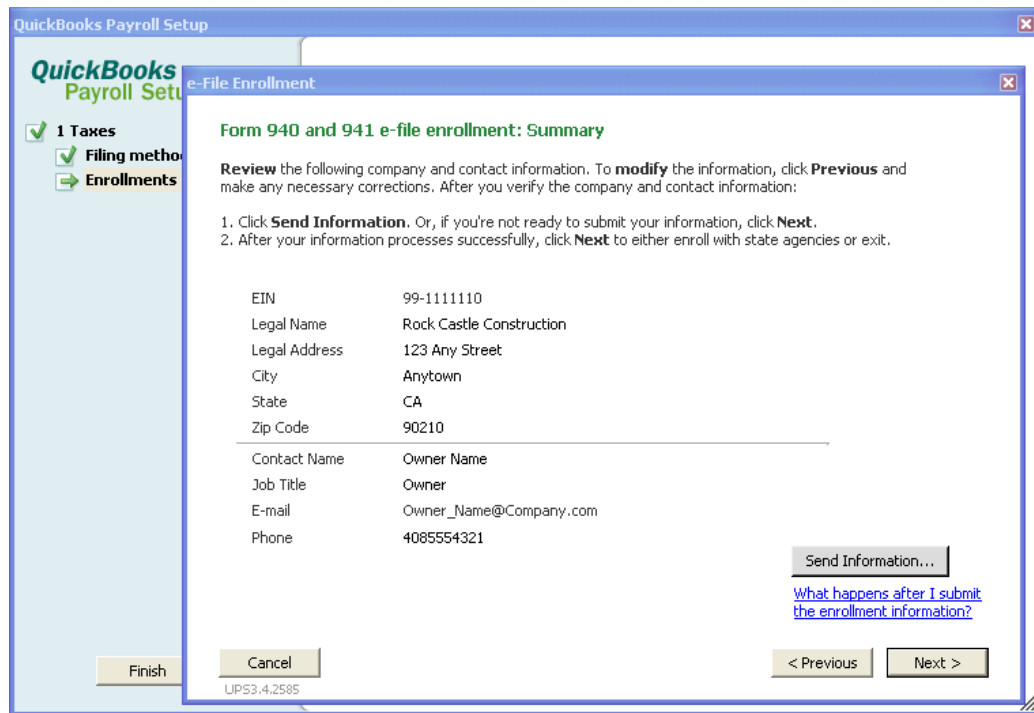 QuickBooks Payroll Setup
QuickBooks
Payroll Setu
1 Taxes
Filing metho
Enrollments
Finish
e-File Enrollment
Form 940 and 941 e-file enrollment: Summary
Review the following company and contact information. To modify the information, click Previous and
make any necessary corrections. After you verify the company and contact information:
1. Click Send Information. Or, if you're not ready to submit your information, click Next.
2. After your information processes successfully, click Next to either enroll with state agencies or exit.
EIN 99-1111110
Legal Name Rock Castle Construction
Legal Address 123 Any Street
City Anytown
State CA
Zip Code 90210
Contact Name Owner Name
Job Title Owner
E-mail Owner_Name@Company.com
Phone 4085554321
Send Information...
What happens after I submit
the enrollment information?
Cancel
< Previous
Next >
UPS3.4.2585